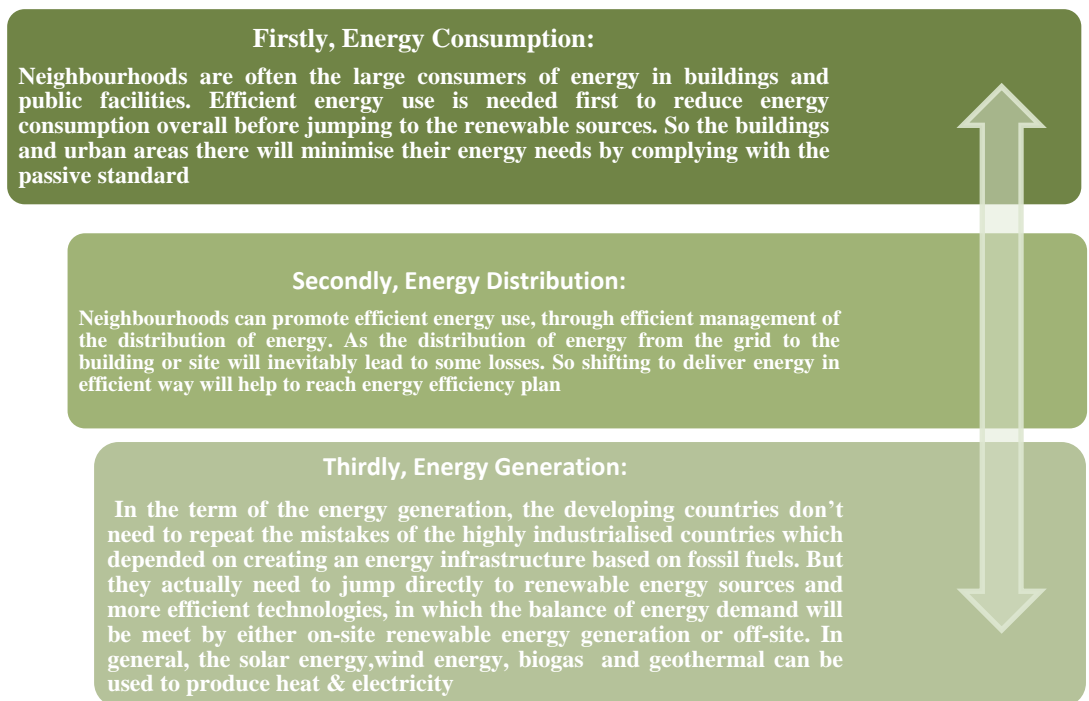 Firstly, Energy Consumption:
Neighbourhoods are often the large consumers of energy in buildings and
public facilities. Efficient energy use is needed first to reduce energy
consumption overall before jumping to the renewable sources. So the buildings
and urban areas there will minimise their energy needs by complying with the
passive standard
Secondly, Energy Distribution:
Neighbourhoods can promote efficient energy use, through efficient management of
the distribution of energy. As the distribution of energy from the grid to the
building or site will inevitably lead to some losses. So shifting to deliver energy in
efficient way will help to reach energy efficiency plan
Thirdly, Energy Generation:
In the term of the energy generation, the developing countries don't
need to repeat the mistakes of the highly industrialised countries which
depended on creating an energy infrastructure based on fossil fuels. But
they actually need to jump directly to renewable energy sources and
more efficient technologies, in which the balance of energy demand will
be meet by either on-site renewable energy generation or off-site. In
general, the solar energy,wind energy, biogas and geothermal can be
used to produce heat & electricity